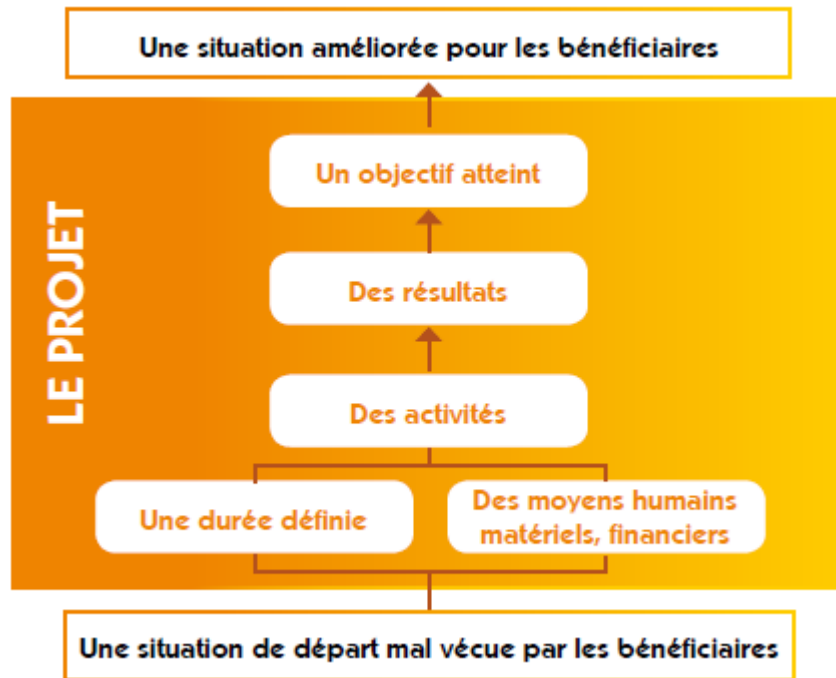 Une situation améliorée pour les bénéficiaires
LE PROJET
Un objectif atteint
Des résultats
Des activités
Une durée définie
Des moyens humains
matériels, financiers
Une situation de départ mal vécue par les bénéficiaires